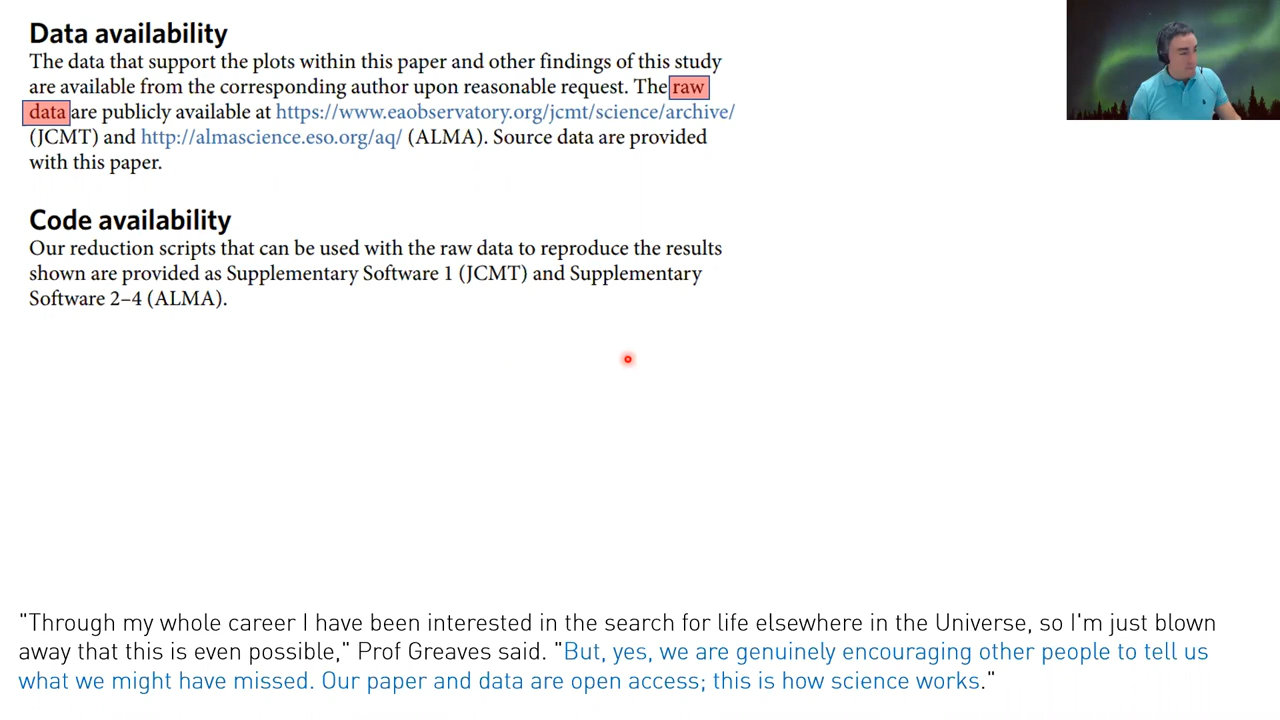 Data availability
The data that support the plots within this paper and other findings of this study
are available from the corresponding author upon reasonable request. The raw
data are publicly available at https://www.eaobservatory.org/jcmt/science/archive/
(JCMT) and http://almascience.eso.org/aq/ (ALMA). Source data are provided
with this paper.
Code availability
Our reduction scripts that can be used with the raw data to reproduce the results
shown are provided as Supplementary Software 1 (JCMT) and Supplementary
Software 2–4 (ALMA).
"Through my whole career I have been interested in the search for life elsewhere in the Universe, so I'm just blown
away that this is even possible," Prof Greaves said. "But, yes, we are genuinely encouraging other people to tell us
what we might have missed. Our paper and data are open access; this is how science works."